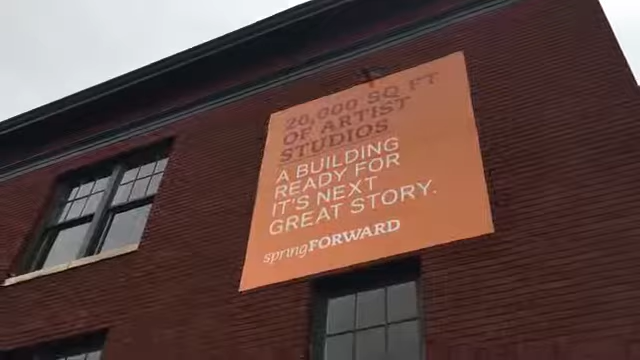 20,000 SQ FT
OF ARTIST
STUDIOS
A BUILDING
READY FOR
IT'S NEXT
GREAT STORY.
springFORWARD